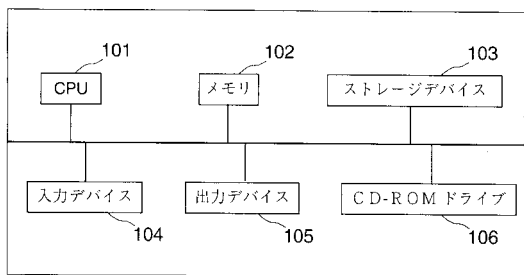 101
102
103
CPU
メモリ
ストレージデバイス
入力デバイス
出力デバイス
CD-ROMドライブ
104
105
106